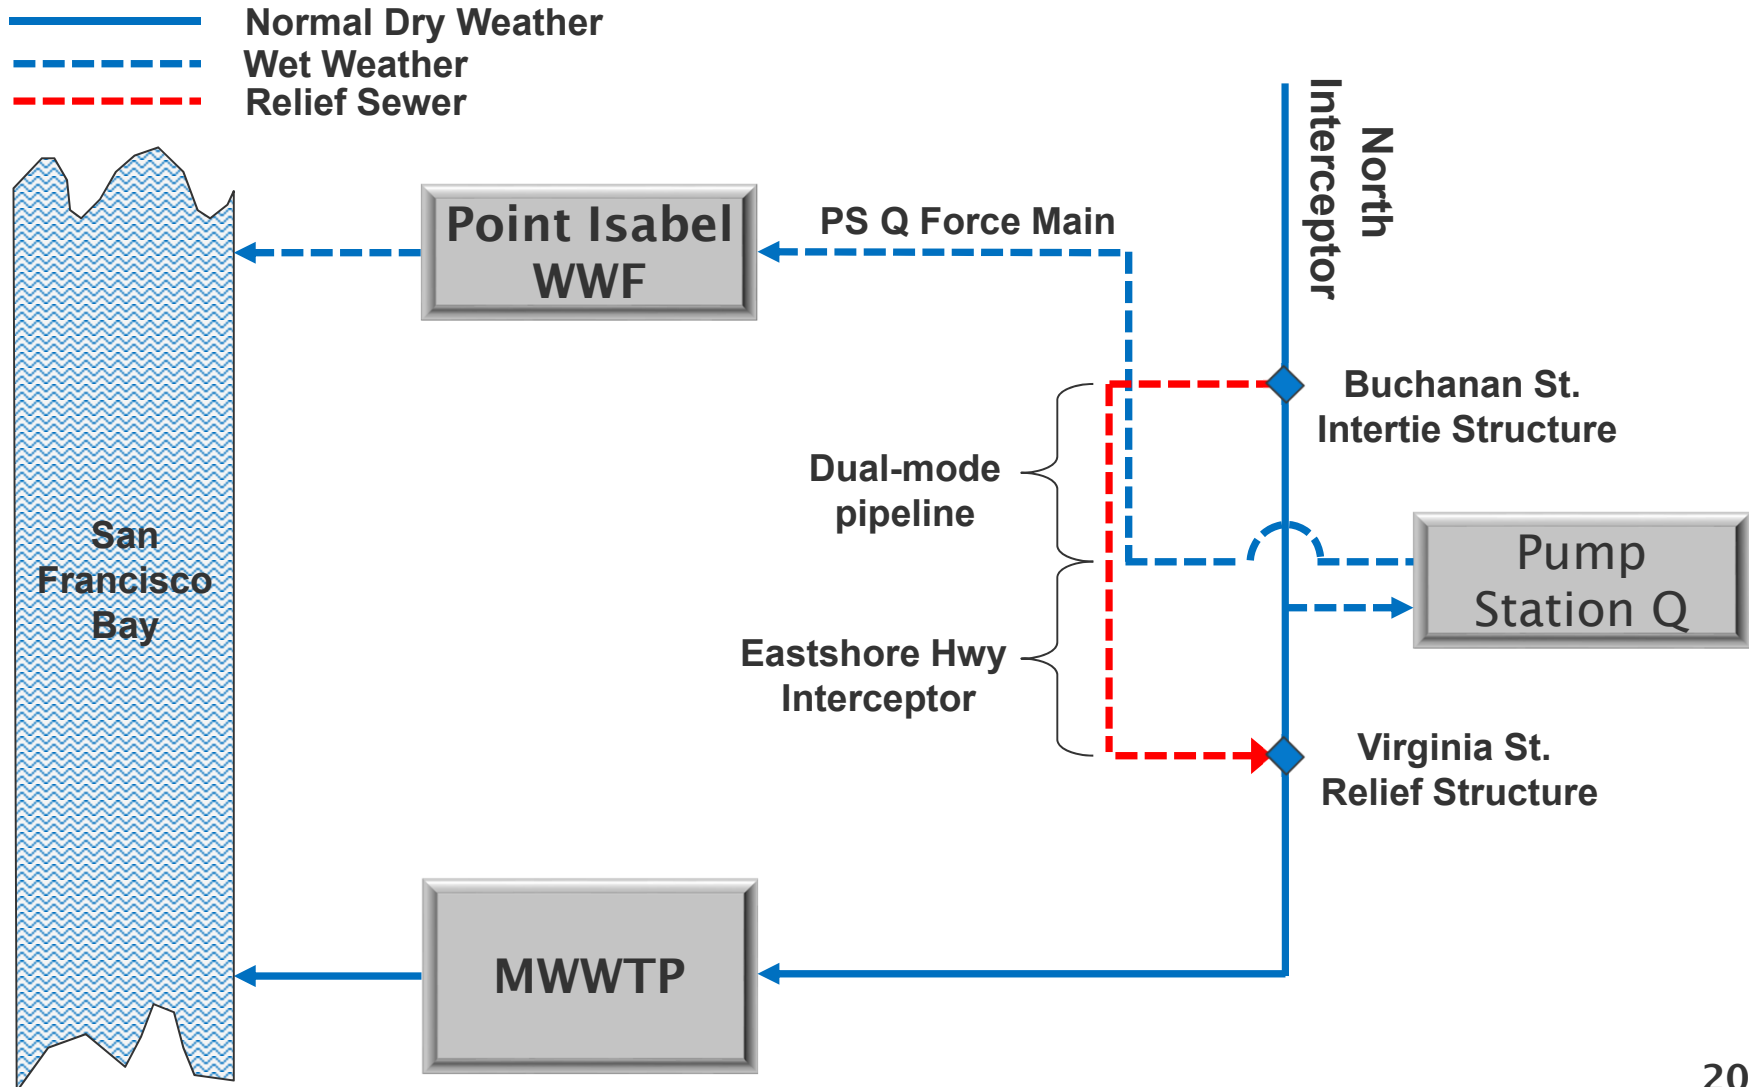 Normal Dry Weather
Wet Weather
Relief Sewer
North
Interceptor
Point Isabel
WWF
PS Q Force Main
Buchanan St.
Intertie Structure
Dual-mode
pipeline
San
Francisco
Bay
Pump
Station Q
Eastshore Hwy
Interceptor
Virginia St.
Relief Structure
MWWTP
20